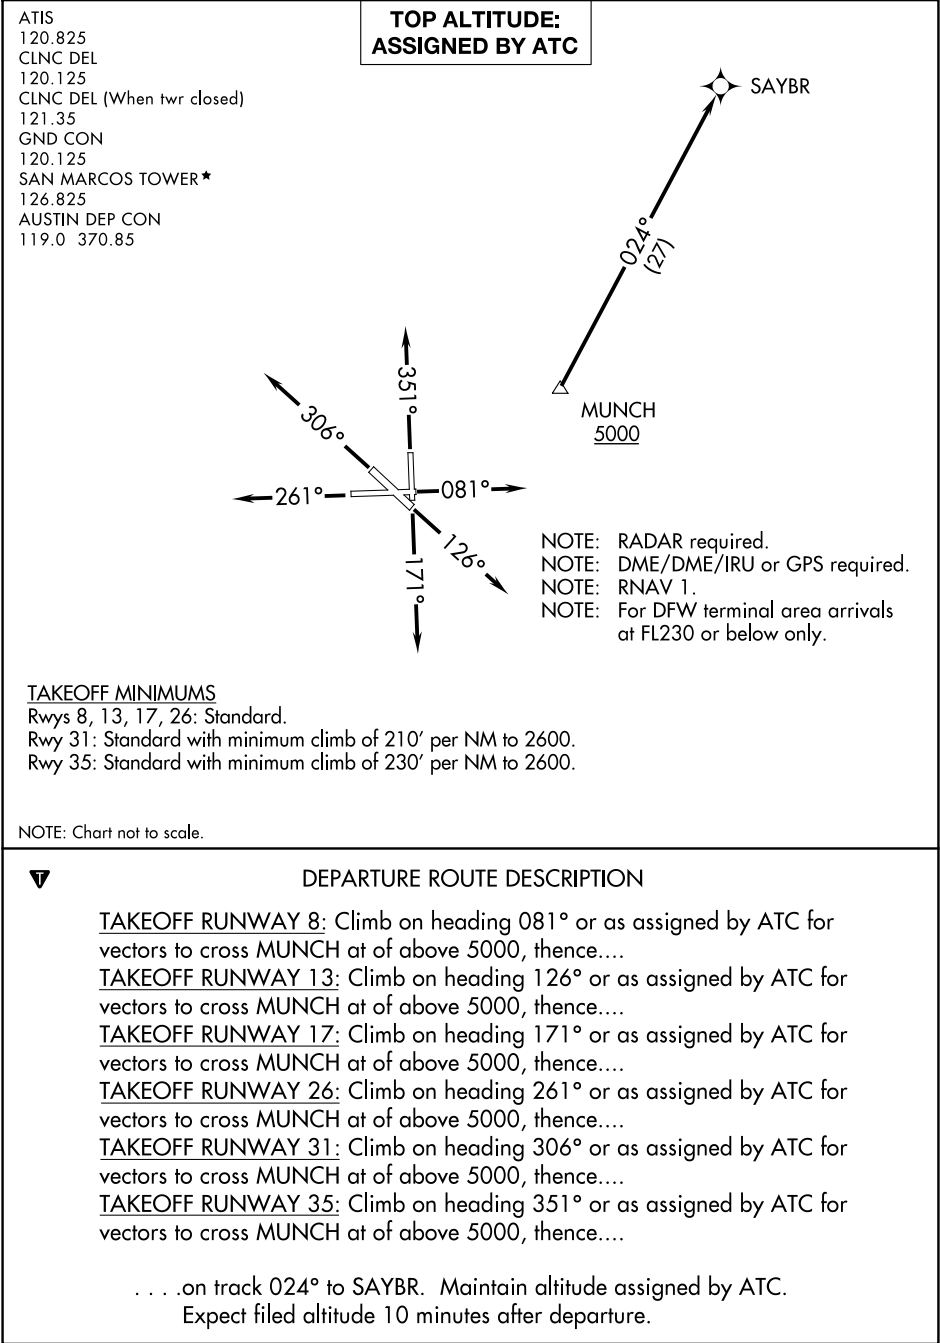 ATIS
120.825
CLNC DEL
120.125
CLNC DEL (When twr closed)
121.35
GND CON
120.125
SAN MARCOS TOWER★
126.825
AUSTIN DEP CON
119.0 370.85
TOP ALTITUDE:
ASSIGNED BY ATC
SAYBR
024°
(27)
MUNCH
5000
351°
306°
261°
081°
126°
171°
NOTE: RADAR required.
NOTE: DME/DME/IRU or GPS required.
NOTE: RNAV 1.
NOTE: For DFW terminal area arrivals
at FL230 or below only.
TAKEOFF MINIMUMS
Rwys 8, 13, 17, 26: Standard.
Rwy 31: Standard with minimum climb of 210' per NM to 2600.
Rwy 35: Standard with minimum climb of 230' per NM to 2600.
NOTE: Chart not to scale.
T
DEPARTURE ROUTE DESCRIPTION
TAKEOFF RUNWAY 8: Climb on heading 081° or as assigned by ATC for
vectors to cross MUNCH at of above 5000, thence....
TAKEOFF RUNWAY 13: Climb on heading 126° or as assigned by ATC for
vectors to cross MUNCH at of above 5000, thence....
TAKEOFF RUNWAY 17: Climb on heading 171° or as assigned by ATC for
vectors to cross MUNCH at of above 5000, thence....
TAKEOFF RUNWAY 26: Climb on heading 261° or as assigned by ATC for
vectors to cross MUNCH at of above 5000, thence....
TAKEOFF RUNWAY 31: Climb on heading 306° or as assigned by ATC for
vectors to cross MUNCH at of above 5000, thence....
TAKEOFF RUNWAY 35: Climb on heading 351° or as assigned by ATC for
vectors to cross MUNCH at of above 5000, thence....
. . . .on track 024° to SAYBR. Maintain altitude assigned by ATC.
Expect filed altitude 10 minutes after departure.